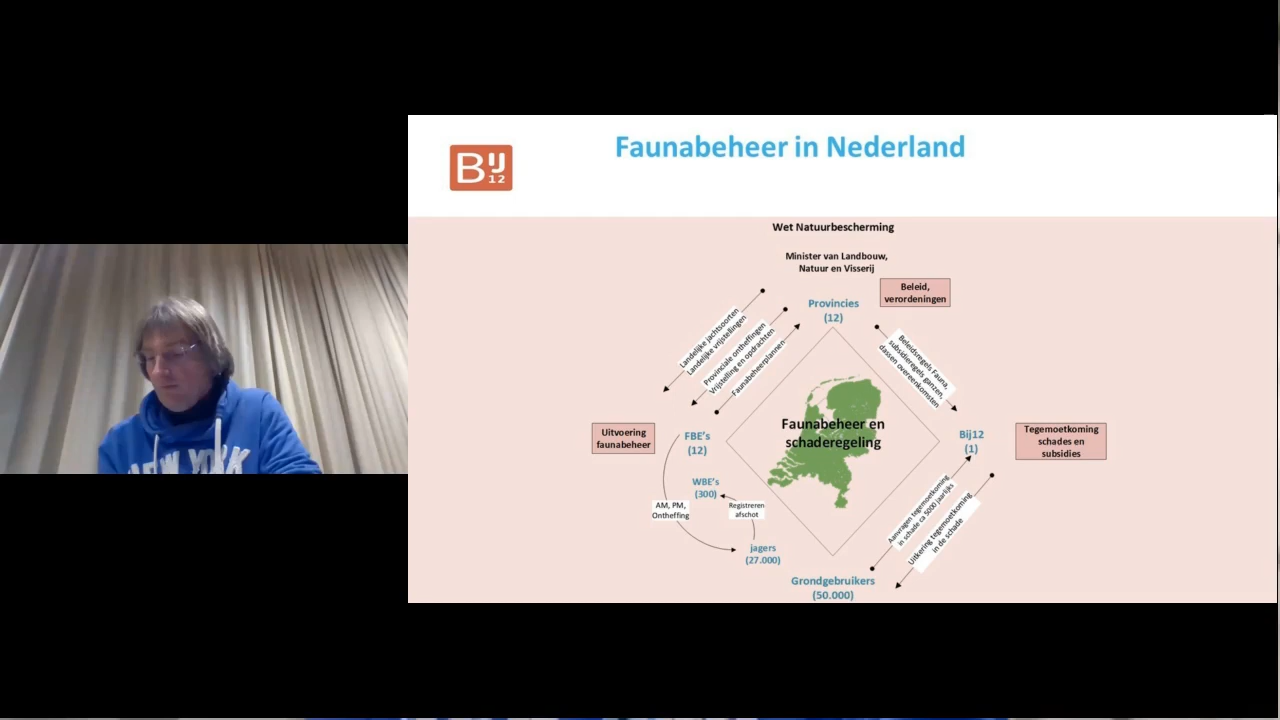 Faunabeheer in Nederland
BIJ
12
Wet Natuurbescherming
Minister van Landbouw,
Natuur en Visserij
Beleid,
verordeningen
Provincies
(12)
Landelijke jachtsoorten
Landelijke vrijstellingen
Provinciale ontheffingen
Vrijstelling en opdrachten
Faunabeheerplannen
Beleidsregels Fauna,
subsidieregels ganzen,
dassen overeenkomsten
Faunabeheer en
schaderegeling
Uitvoering
faunabeheer
FBE's
(12)
Bij12
(1)
Tegemoetkoming
schades en
subsidies
WBE's
(300)
AM, PM,
Ontheffing
Registreren
afschot
jagers
(27.000)
Aanvragen tegemoetkoming
in schade ca 5000 jaarlijks
Uitkering tegemoetkoming
in de schade
Grondgebruikers
(50.000)
NEW YORK